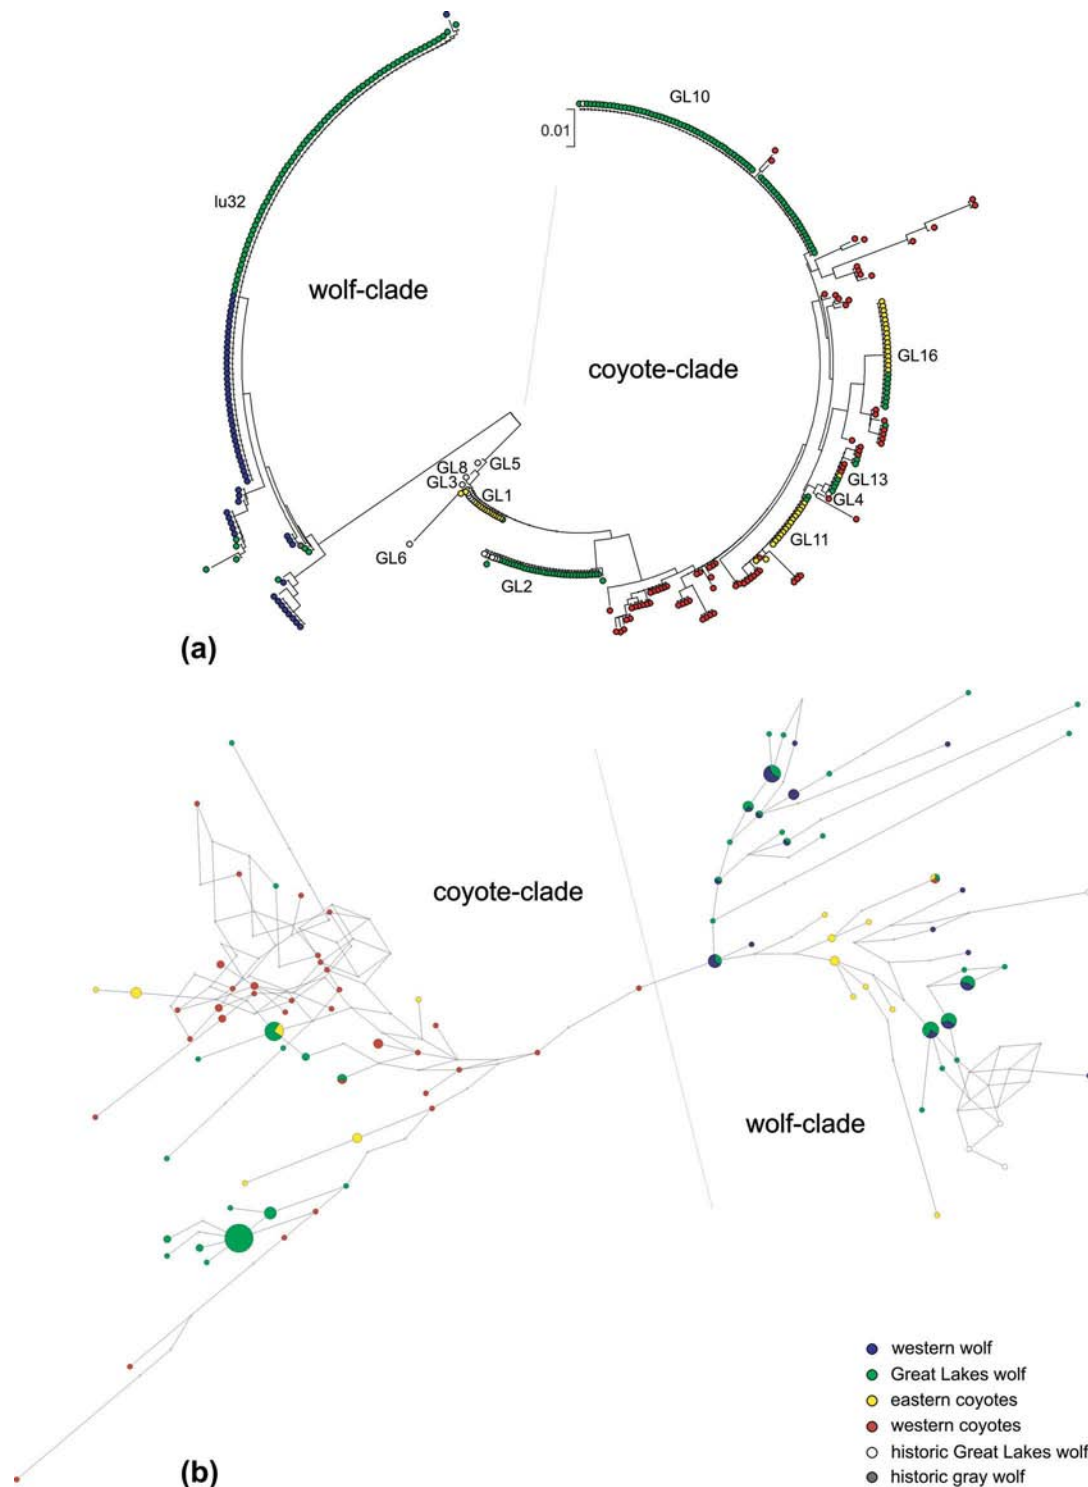 GL10
0.01
lu32
wolf-clade
coyote-clade
GL16
GL5
GL8
GL3
GL1
GL13
GL4
GL11
GL6
GL2
(a)
coyote-clade
wolf-clade
western wolf
Great Lakes wolf
eastern coyotes
western coyotes
historic Great Lakes wolf
historic gray wolf
(b)